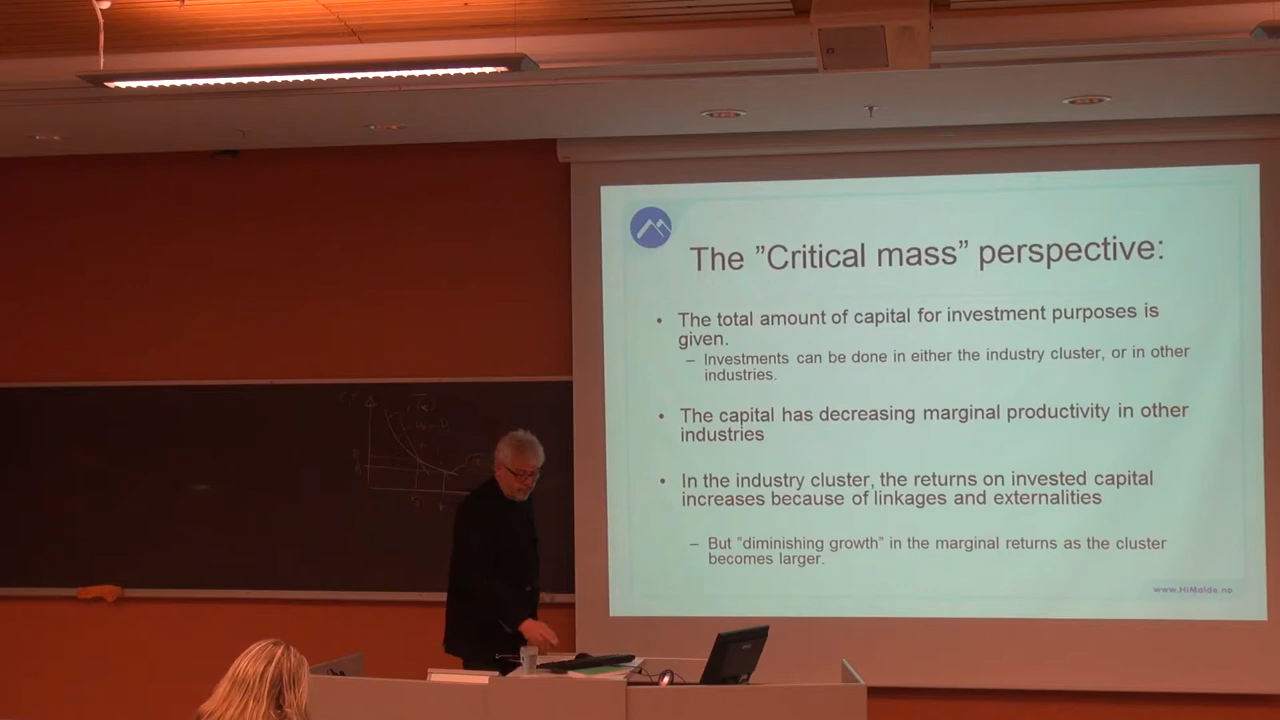 The ”Critical mass” perspective:
• The total amount of capital for investment purposes is
given.
– Investments can be done in either the industry cluster, or in other
industries.
• The capital has decreasing marginal productivity in other
industries
• In the industry cluster, the returns on invested capital
increases because of linkages and externalities
– But ”diminishing growth” in the marginal returns as the cluster
becomes larger.
www.HiMolde.no